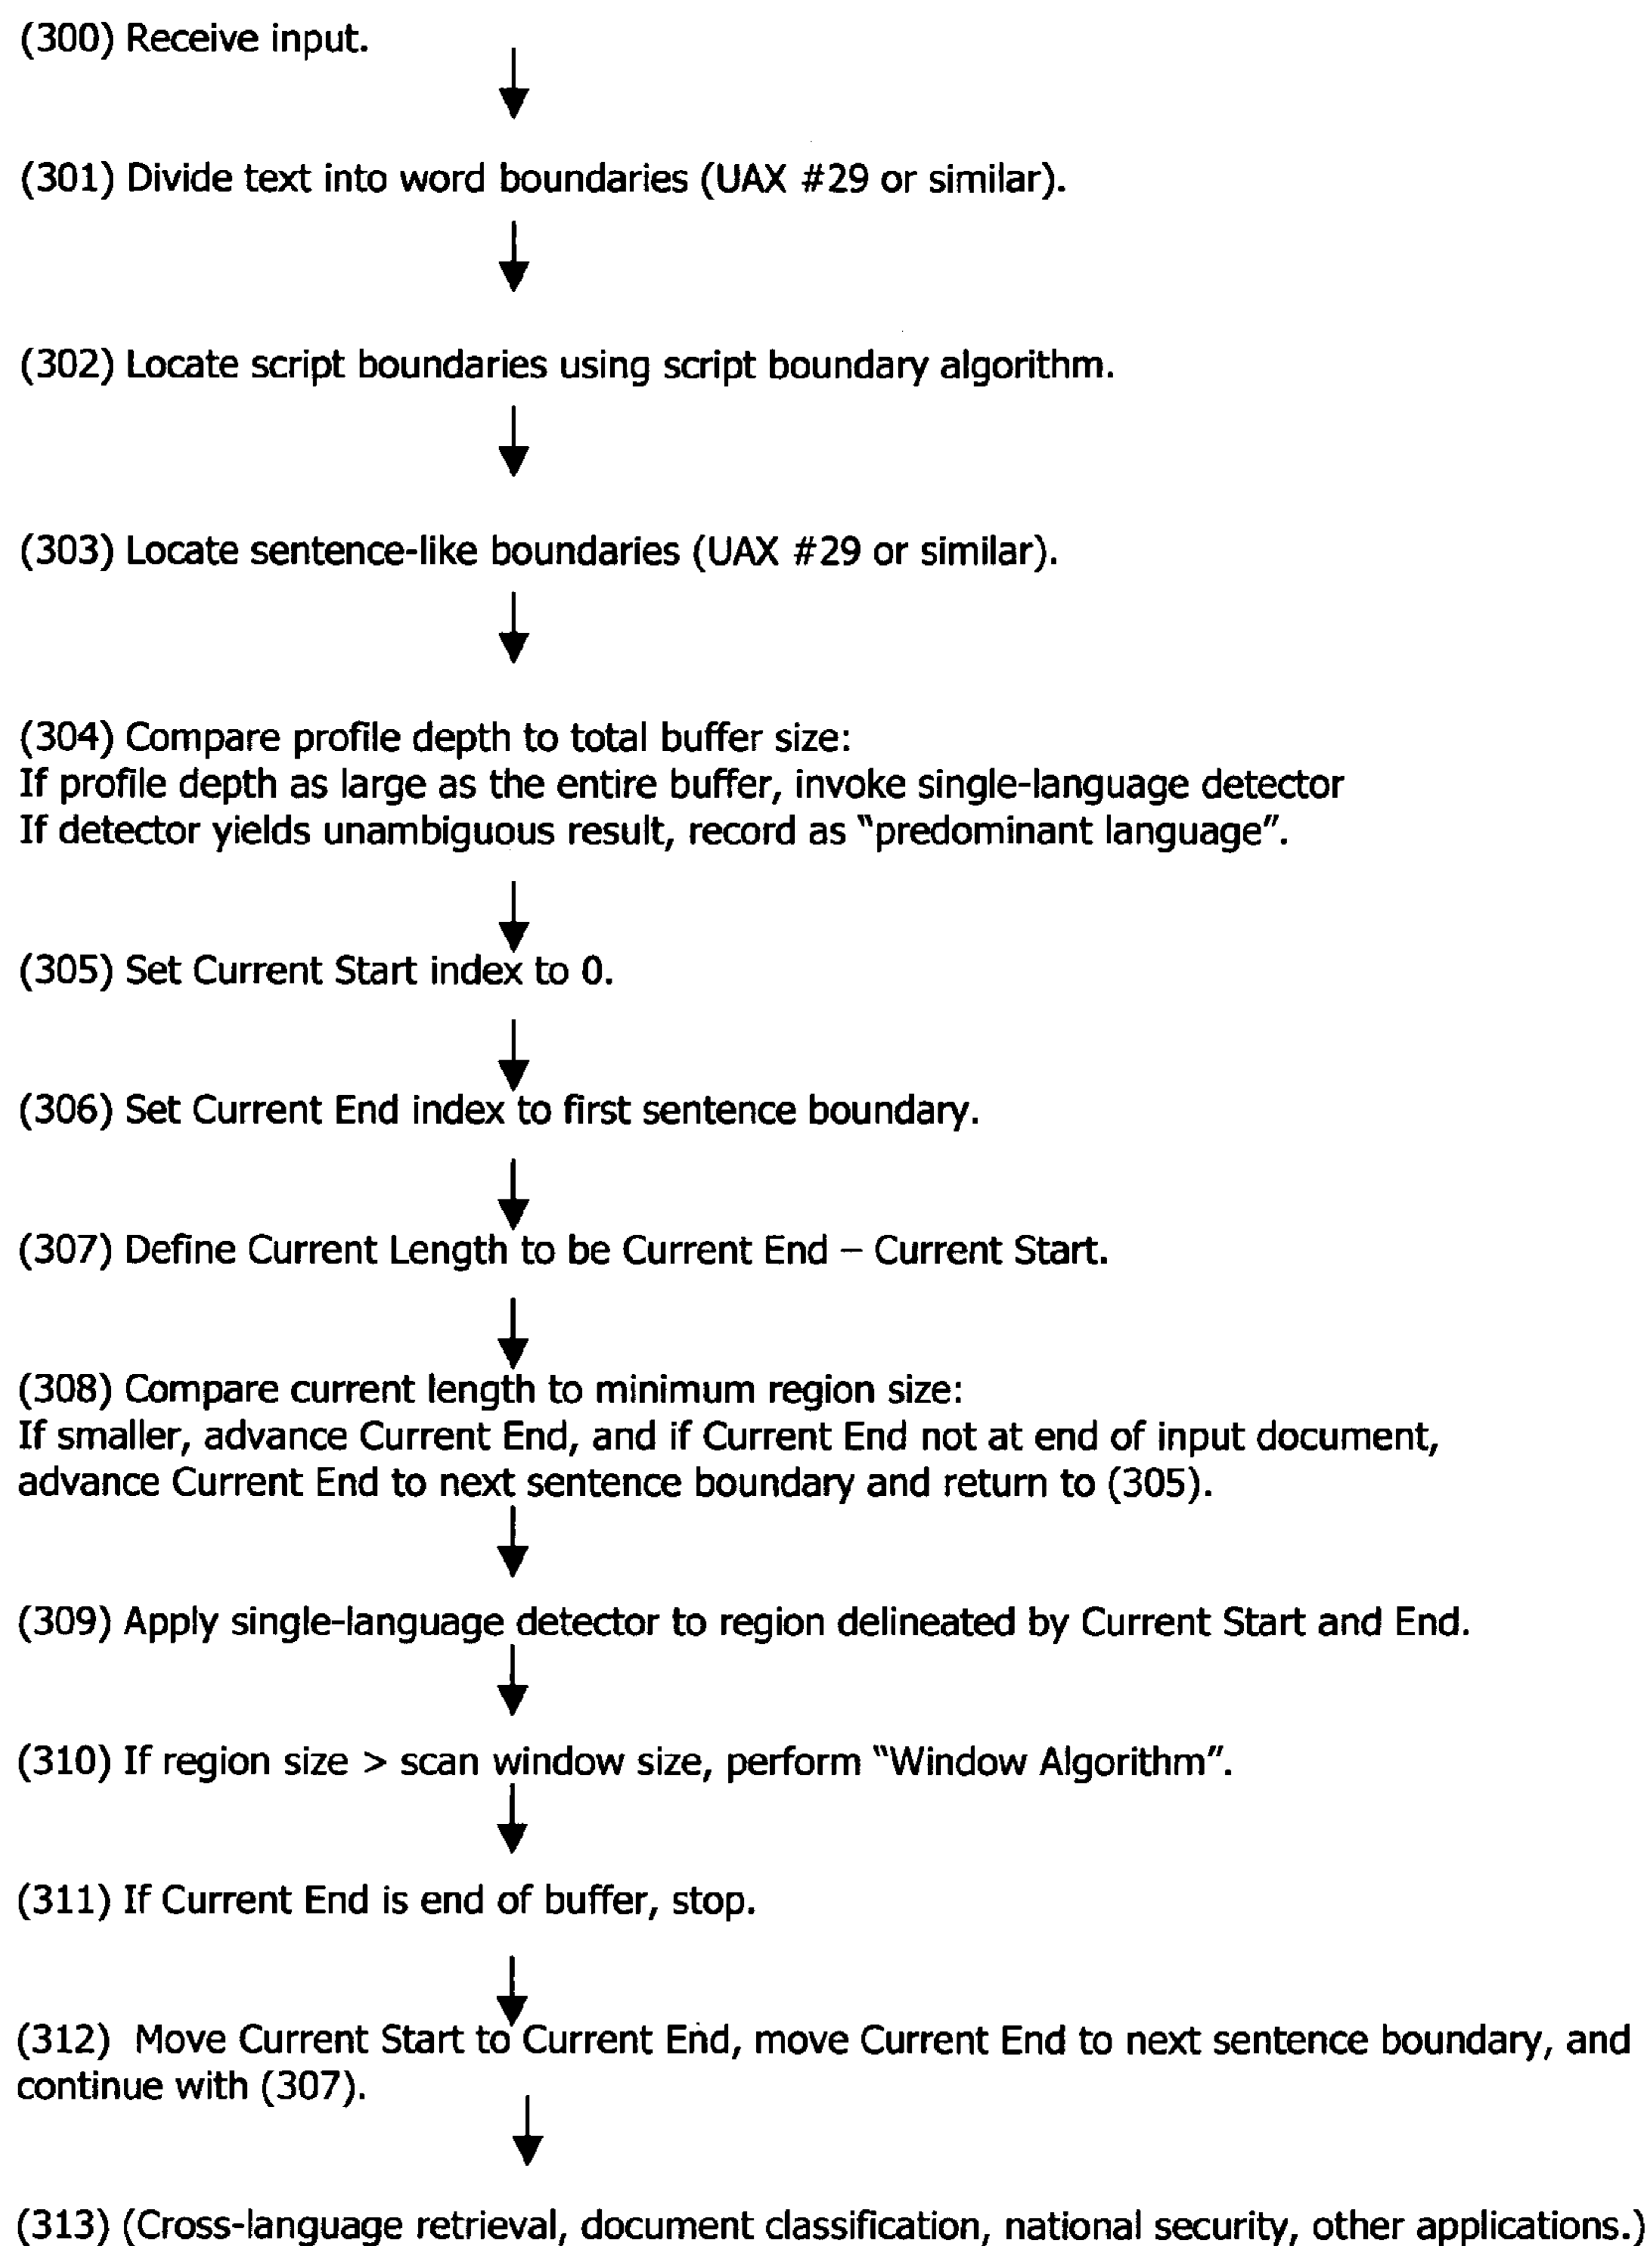 (300) Receive input.
(301) Divide text into word boundaries (UAX #29 or similar).
(302) Locate script boundaries using script boundary algorithm.
(303) Locate sentence-like boundaries (UAX #29 or similar).
(304) Compare profile depth to total buffer size:
If profile depth as large as the entire buffer, invoke single-language detector
If detector yields unambiguous result, record as "predominant language".
(305) Set Current Start index to 0.
(306) Set Current End index to first sentence boundary.
(307) Define Current Length to be Current End – Current Start.
(308) Compare current length to minimum region size:
If smaller, advance Current End, and if Current End not at end of input document,
advance Current End to next sentence boundary and return to (305).
(309) Apply single-language detector to region delineated by Current Start and End.
(310) If region size > scan window size, perform "Window Algorithm".
(311) If Current End is end of buffer, stop.
(312) Move Current Start to Current End, move Current End to next sentence boundary, and
continue with (307).
(313) (Cross-language retrieval, document classification, national security, other applications.)